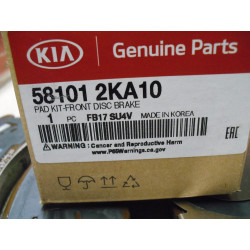 KIA Genuine Parts
58101 2KA10
PAD KIT-FRONT DISC BRAKE
1 PC FB17 SU4V MADE IN KOREA
WARNING : Cancer and Reproductive Harm
www.P65Warnings.ca.gov